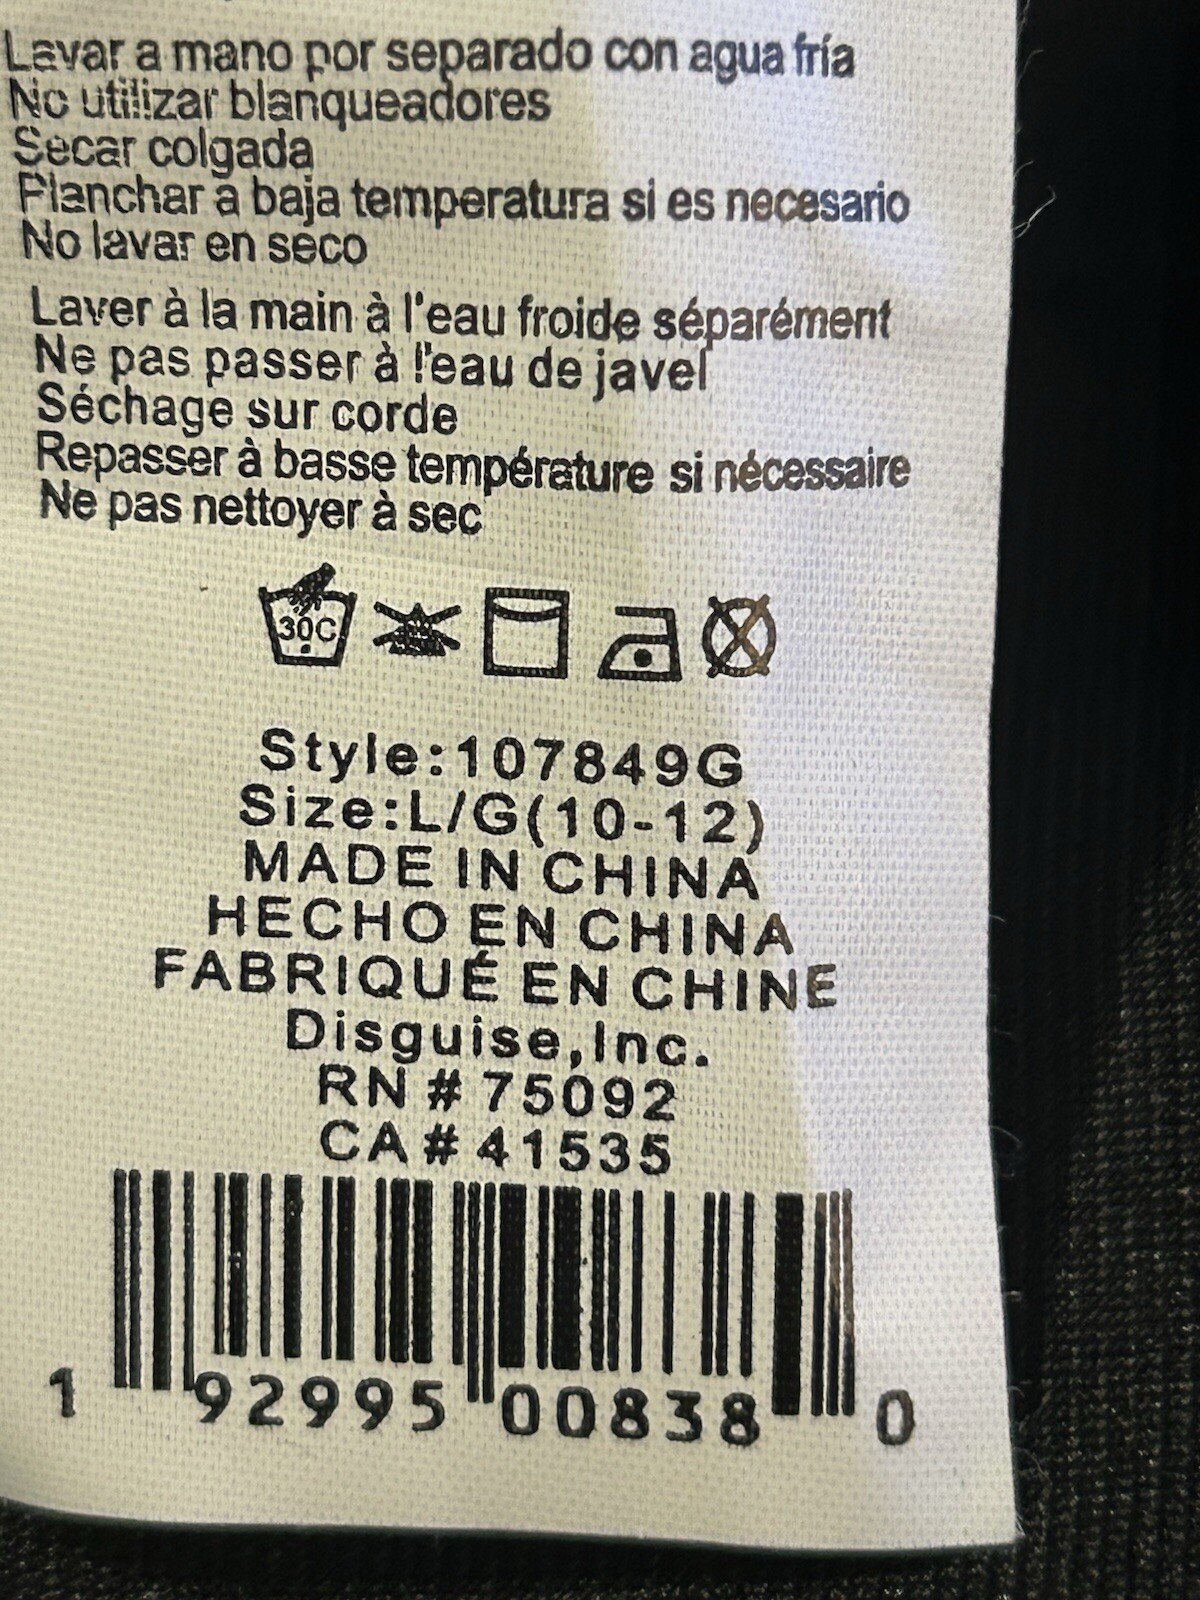 Lavar a mano por separado con agua fría
No utilizar blanqueadores
Secar colgada
Planchar a baja temperatura si es necesario
No lavar en seco
Laver à la main à l'eau froide séparément
Ne pas passer à l'eau de javel
Séchage sur corde
Repasser à basse température si nécessaire
Ne pas nettoyer à sec
30C
Style:107849G
Size:L/G(10-12)
MADE IN CHINA
HECHO EN CHINA
FABRIQUÉ EN CHINE
Disguise,Inc.
RN # 75092
CA # 41535
1 92995 00838 0